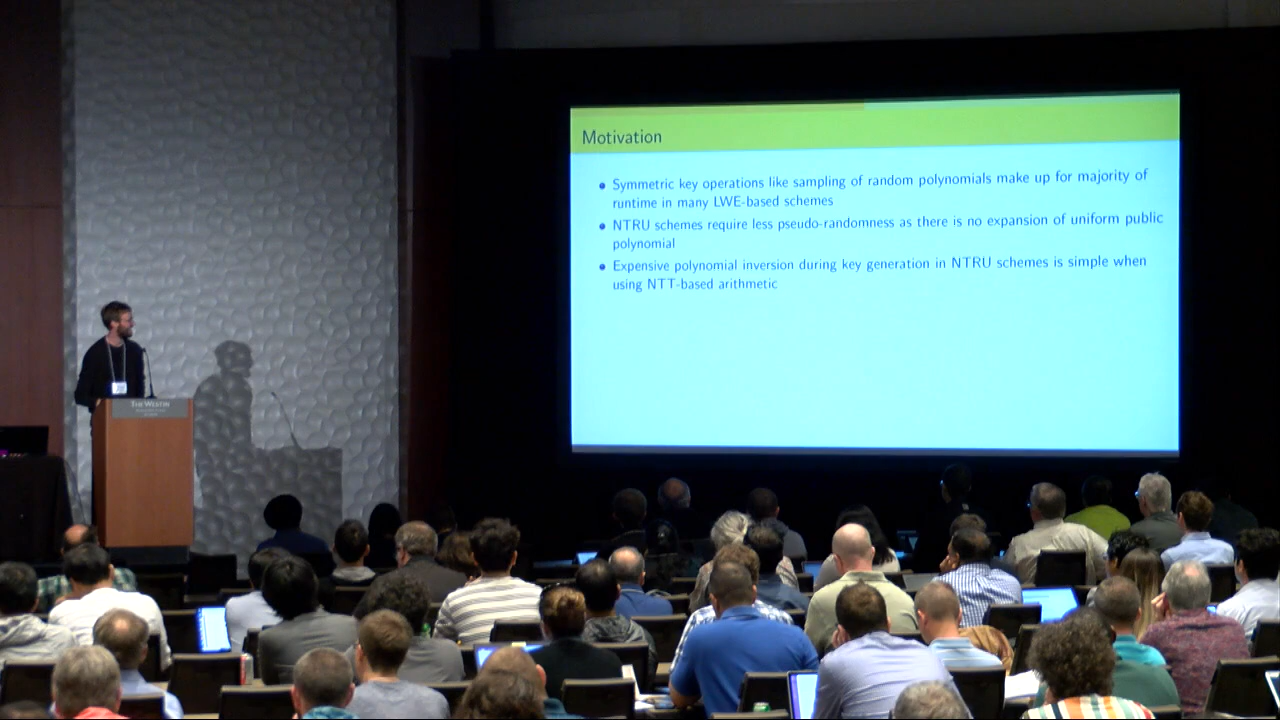 Motivation
Symmetric key operations like sampling of random polynomials make up for majority of
runtime in many LWE-based schemes
NTRU schemes require less pseudo-randomness as there is no expansion of uniform public
polynomial
Expensive polynomial inversion during key generation in NTRU schemes is simple when
using NTT-based arithmetic
THE WESTIN